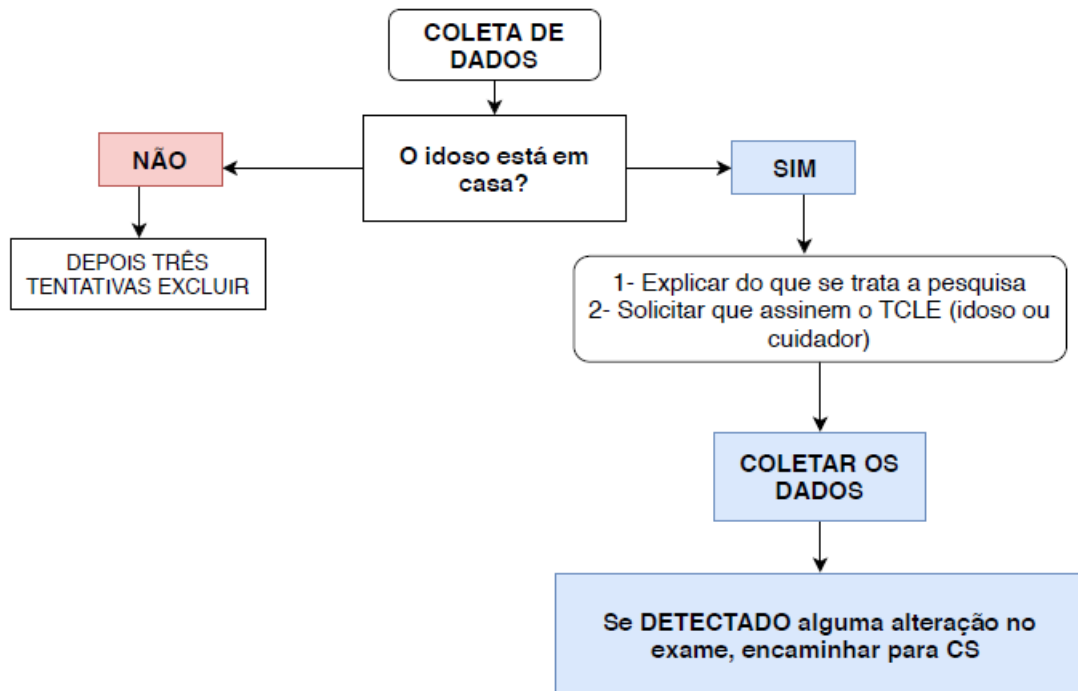 COLETA DE
DADOS
O idoso está em
casa?
NÃO
SIM
DEPOIS TRÊS
TENTATIVAS EXCLUIR
1- Explicar do que se trata a pesquisa
2- Solicitar que assinem o TCLE (idoso ou
cuidador)
COLETAR OS
DADOS
Se DETECTADO alguma alteração no
exame, encaminhar para CS